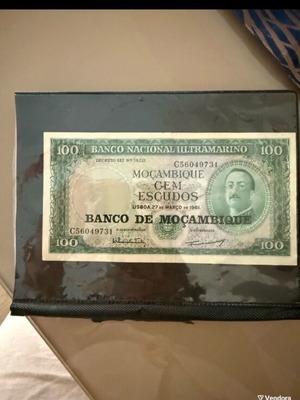 100 BANCO NACIONAL ULTRAMARINO 100
C56049731
MOÇAMBIQUE
CEM
ESCUDOS
LISBOA, 27 DE MARÇO DE 1961
BANCO DE MOÇAMBIQUE
C56049731
100 100
Vendora